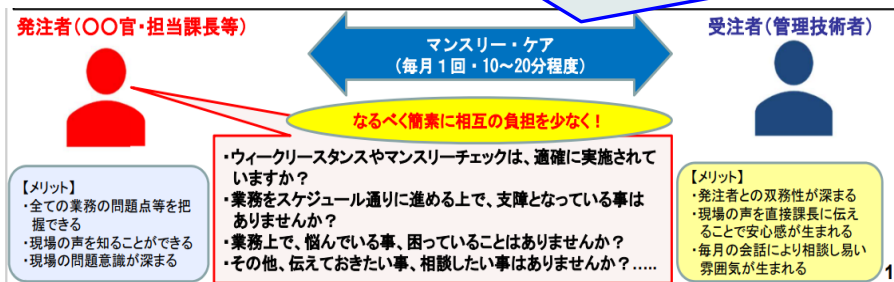 発注者(〇〇官・担当課長等)
マンスリー・ケア
(毎月1回・10~20分程度)
受注者(管理技術者)
なるべく簡素に相互の負担を少なく!
・ウィークリースタンスやマンスリーチェックは、適確に実施されて
いますか?
・業務をスケジュール通りに進める上で、支障となっている事は
ありませんか?
・業務上で、悩んでいる事、困っていることはありませんか?
・その他、伝えておきたい事、相談したい事はありませんか?.....
【メリット】
・全ての業務の問題点等を把
握できる
・現場の声を知ることができる
・現場の問題意識が深まる
【メリット】
・発注者との双務性が深まる
・現場の声を直接課長に伝え
ることで安心感が生まれる
・毎月の会話により相談し易い
雰囲気が生まれる
1